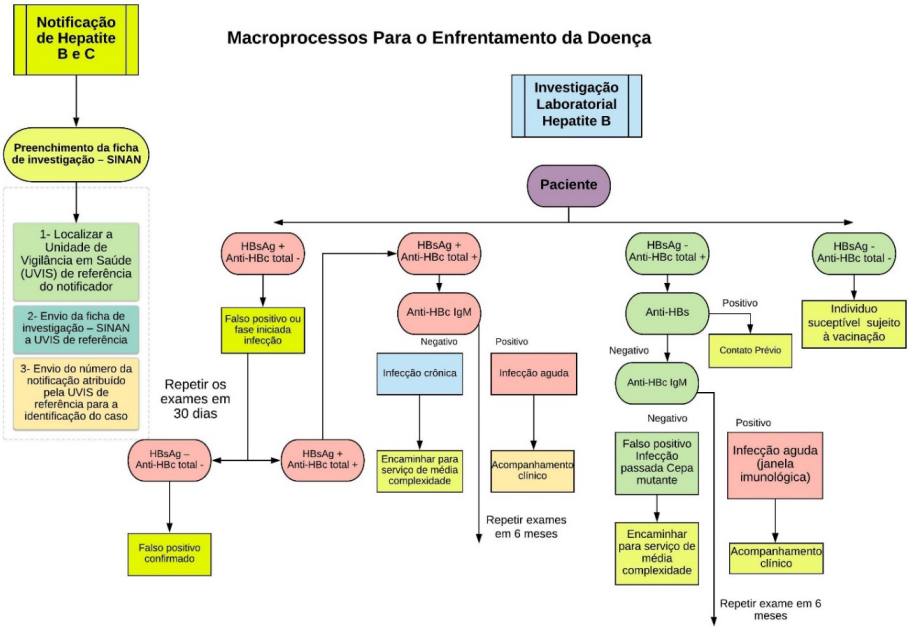 Notificação
de Hepatite
B e C
Macroprocessos Para o Enfrentamento da Doença
Investigação
Laboratorial
Hepatite B
Preenchimento da ficha
de investigação – SINAN
Paciente
1- Localizar a
Unidade de
Vigilância em Saúde
(UVIS) de referência
do notificador
2- Envio da ficha de
investigação – SINAN
a UVIS de referência
3- Envio do número da
notificação atribuído
pela UVIS de
referência para a
identificação do caso
HBsAg +
Anti-HBc total -
HBsAg +
Anti-HBc total +
HBsAg -
Anti-HBc total +
HBsAg -
Anti-HBc total -
Falso positivo ou
fase iniciada
infecção
Anti-HBc IgM
Anti-HBs
Positivo
Individuo
suceptível sujeito
à vacinação
Contato Prévio
Negativo
Positivo
Negativo
Infecção crônica
Infecção aguda
Anti-HBc IgM
Repetir os
exames em
30 dias
Negativo
Positivo
HBsAg –
Anti-HBc total -
HBsAg +
Anti-HBc total +
Encaminhar para
serviço de média
complexidade
Acompanhamento
clínico
Falso positivo
Infecção
passada Cepa
mutante
Infecção aguda
(janela
imunológica)
Repetir exames
em 6 meses
Falso positivo
confirmado
Encaminhar
para serviço de
média
complexidade
Acompanhamento
clínico
Repetir exame em 6
meses